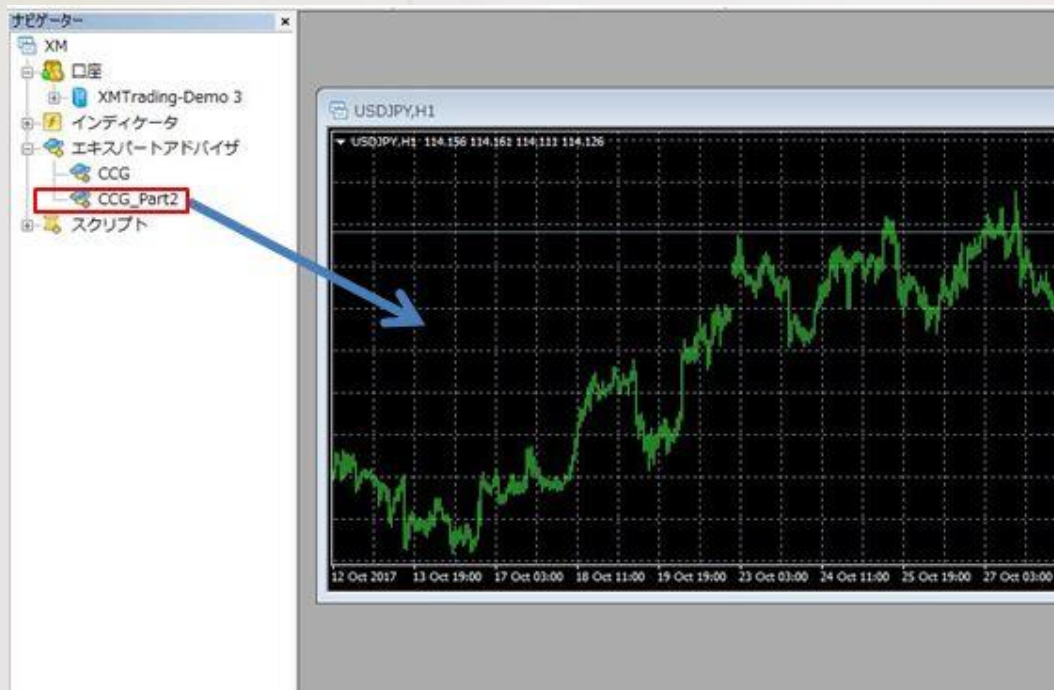 ナビゲーター
XM
口座
XMTrading-Demo 3
インディケータ
エキスパートアドバイザ
CCG
CCG_Part2
スクリプト
USDJPY,H1
USDJPY,H1 114.156 114.161 114.111 114.126
12 Oct 2017 13 Oct 19:00 17 Oct 03:00 18 Oct 11:00 19 Oct 19:00 23 Oct 03:00 24 Oct 11:00 25 Oct 19:00 27 Oct 03:00